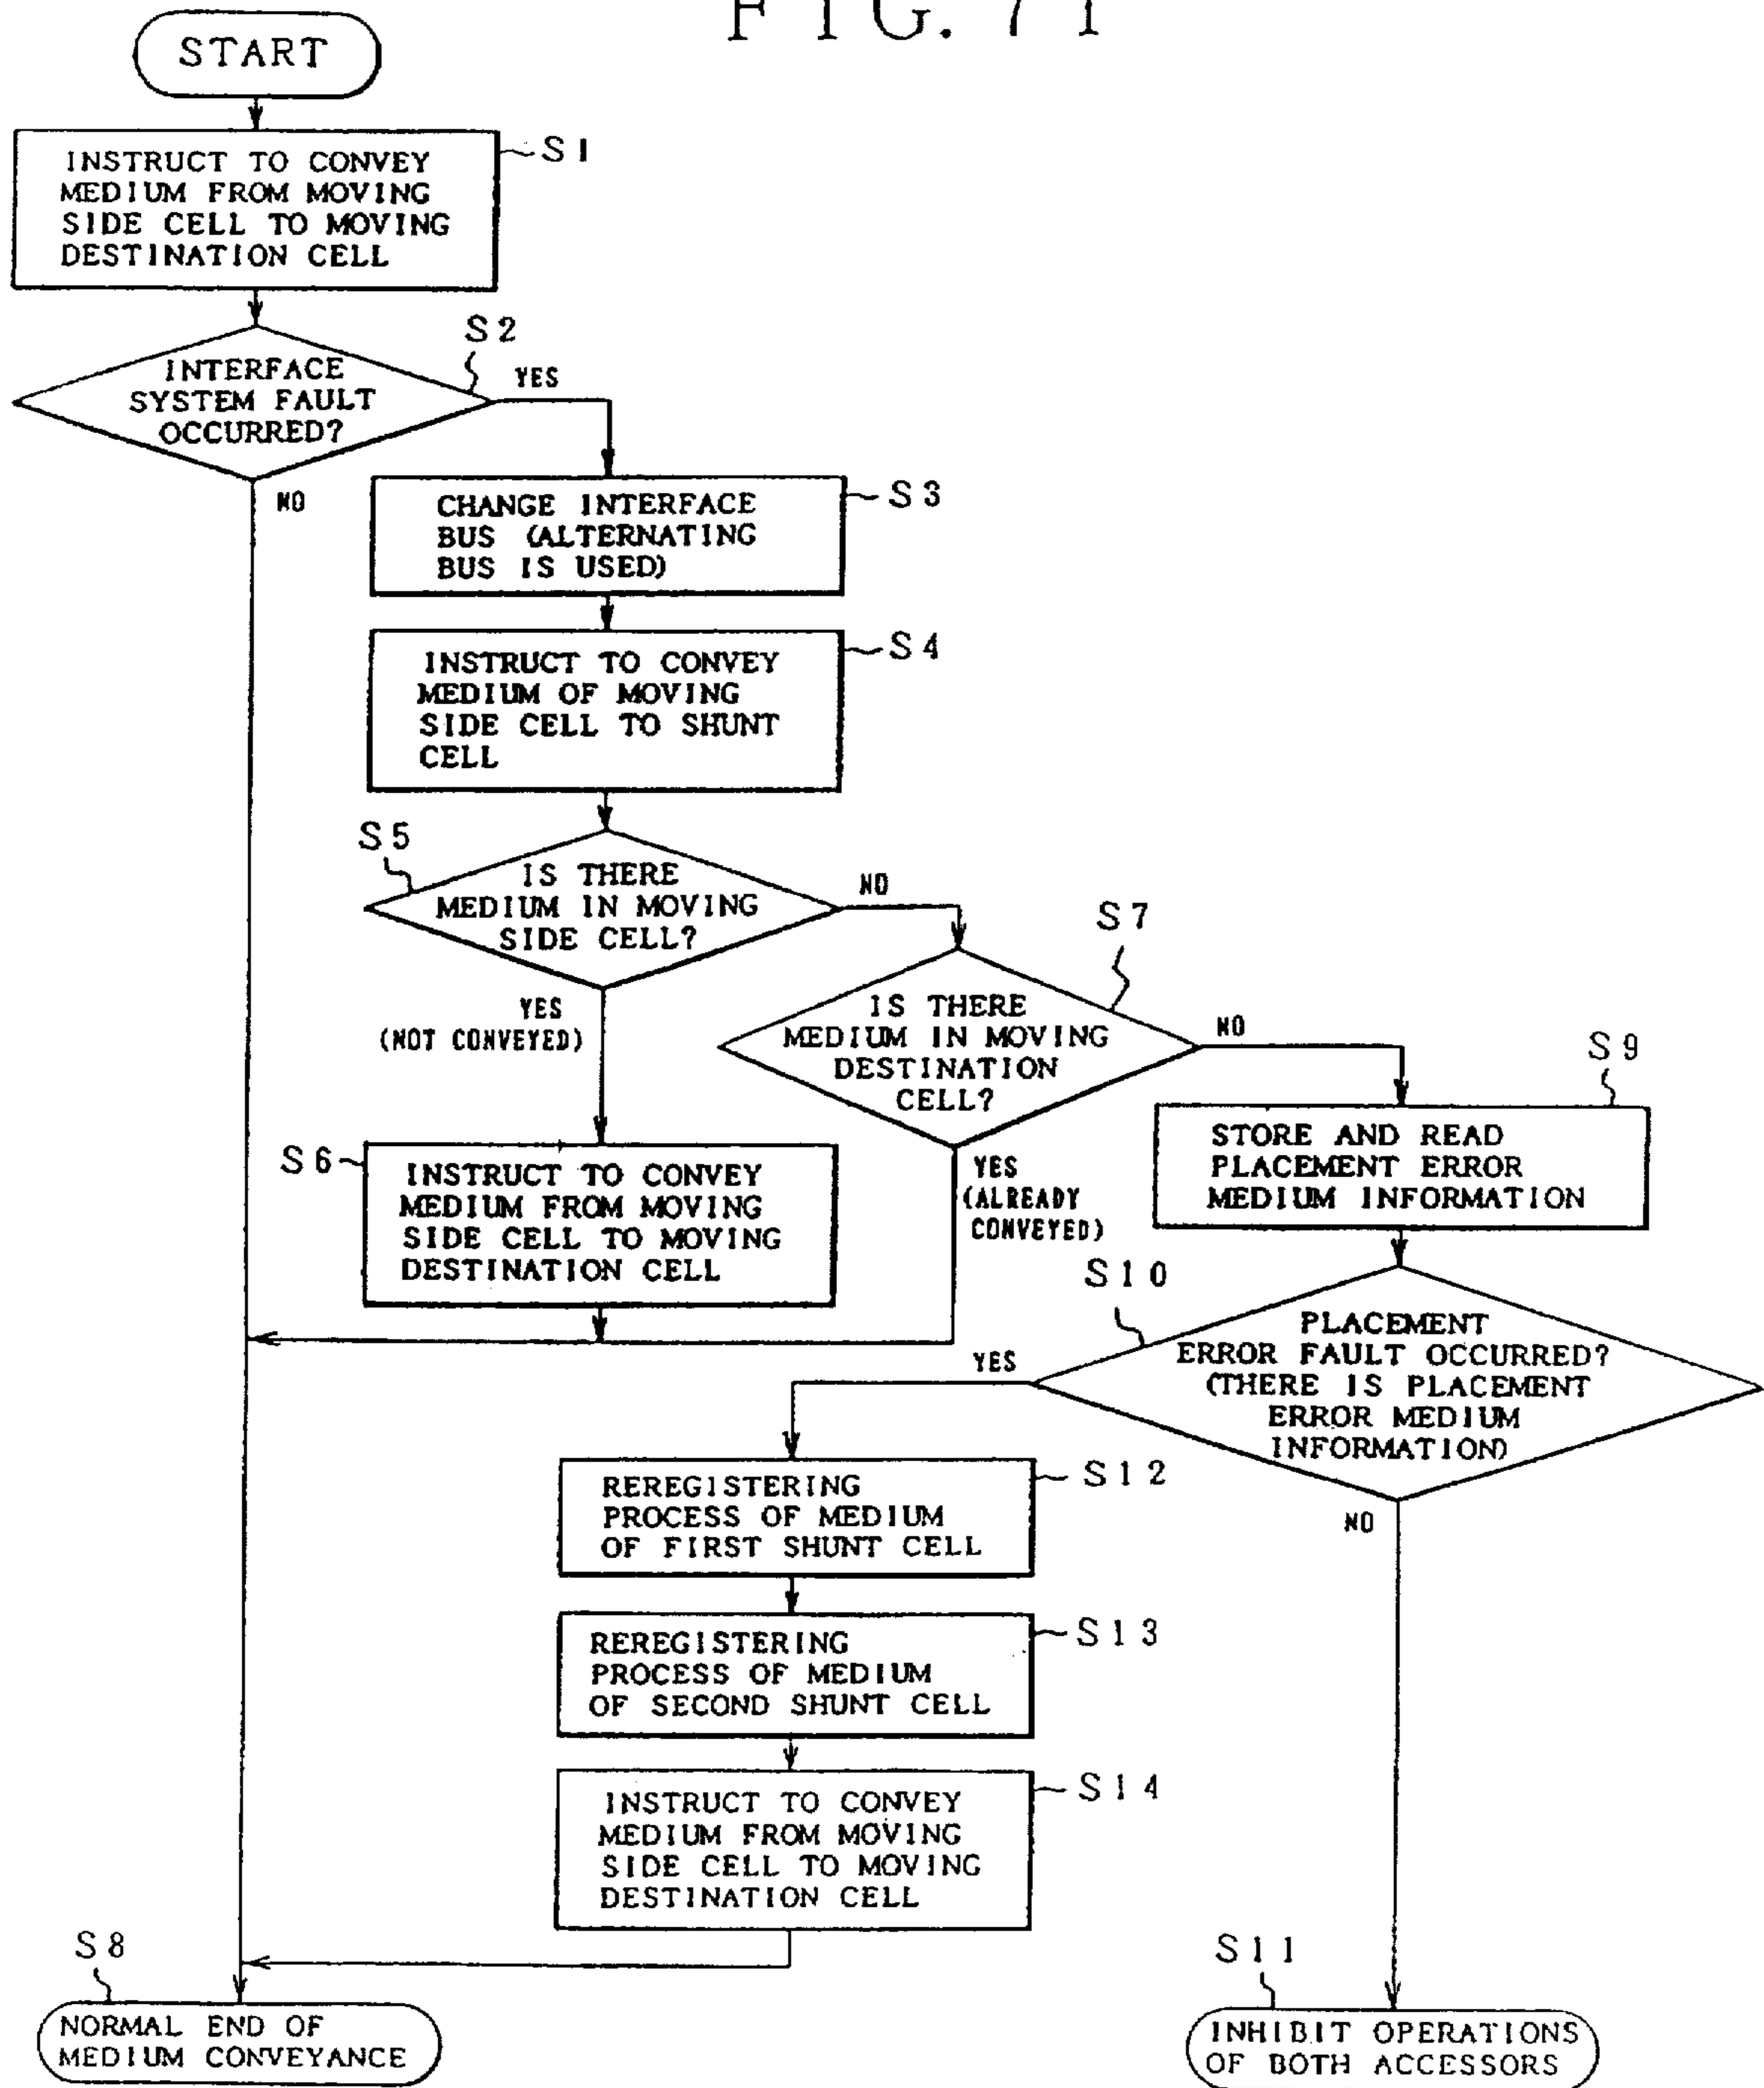 FIG. 71
START
INSTRUCT TO CONVEY
MEDIUM FROM MOVING
SIDE CELL TO MOVING
DESTINATION CELL
S1
INTERFACE
SYSTEM FAULT
OCCURRED?
S2
YES
NO
CHANGE INTERFACE
BUS (ALTERNATING
BUS IS USED)
S3
INSTRUCT TO CONVEY
MEDIUM OF MOVING
SIDE CELL TO SHUNT
CELL
S4
S5
IS THERE
MEDIUM IN MOVING
SIDE CELL?
NO
YES
(NOT CONVEYED)
S7
IS THERE
MEDIUM IN MOVING
DESTINATION
CELL?
NO
YES
(ALREADY
CONVEYED)
S6
INSTRUCT TO CONVEY
MEDIUM FROM MOVING
SIDE CELL TO MOVING
DESTINATION CELL
S9
STORE AND READ
PLACEMENT ERROR
MEDIUM INFORMATION
S10
PLACEMENT
ERROR FAULT OCCURRED?
(THERE IS PLACEMENT
ERROR MEDIUM
INFORMATION)
YES
NO
REREGISTERING
PROCESS OF MEDIUM
OF FIRST SHUNT CELL
S12
REREGISTERING
PROCESS OF MEDIUM
OF SECOND SHUNT CELL
S13
INSTRUCT TO CONVEY
MEDIUM FROM MOVING
SIDE CELL TO MOVING
DESTINATION CELL
S14
S8
NORMAL END OF
MEDIUM CONVEYANCE
S11
INHIBIT OPERATIONS
OF BOTH ACCESSORS